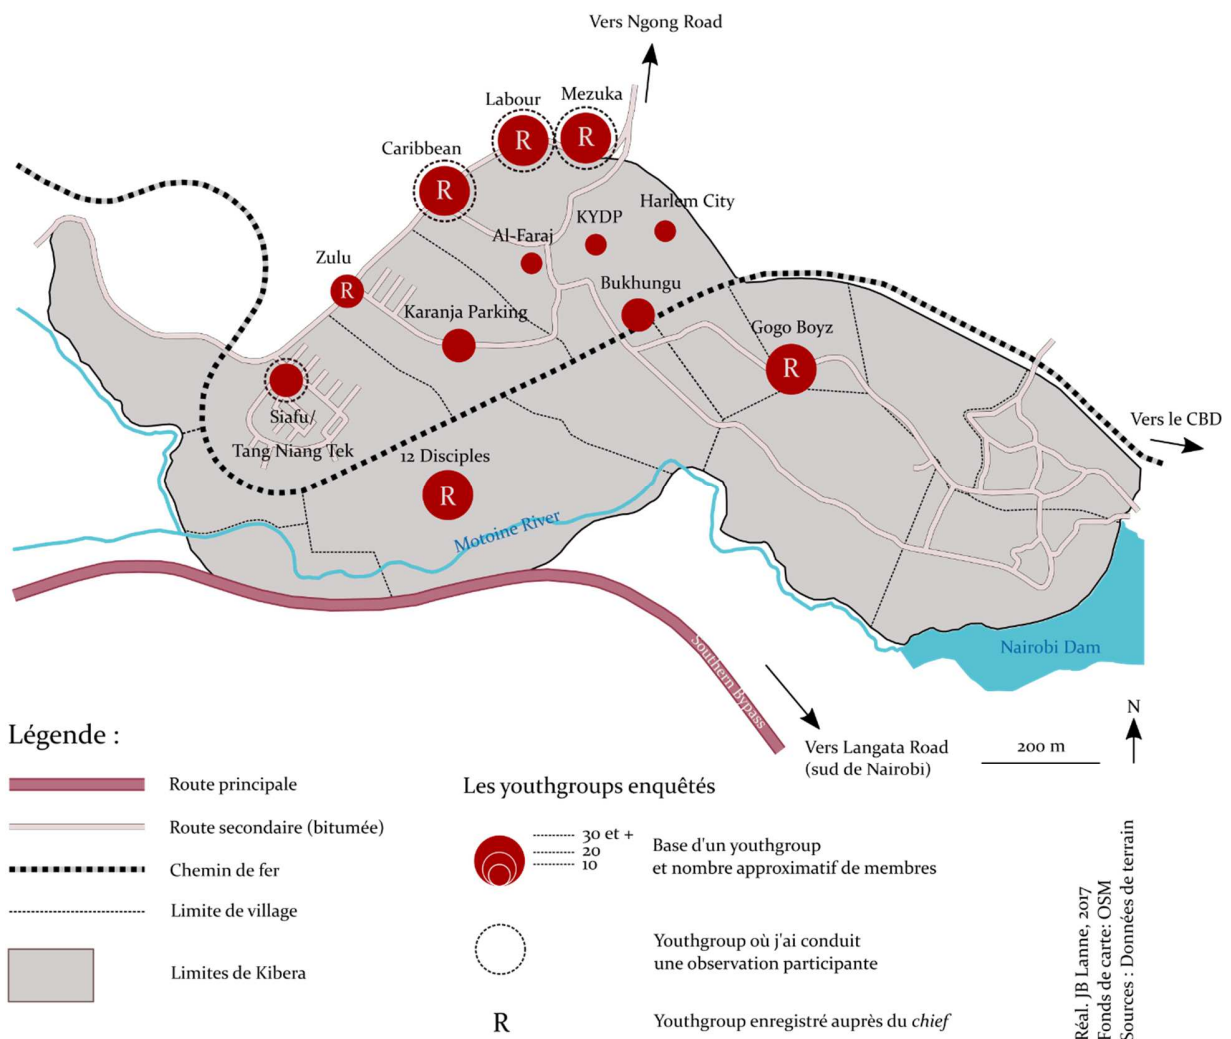 Vers Ngong Road
Labour
Mezuka
R
R
Caribbean
R
Harlem City
KYDP
Al-Faraj
Zulu
R
Bukhungu
Karanja Parking
Gogo Boyz
R
Siafu/
Tang Niang Tek
Vers le CBD
12 Disciples
R
Motoine River
Southern Bypass
Nairobi Dam
N
Vers Langata Road
(sud de Nairobi)
200 m
Légende :
Route principale
Route secondaire (bitumée)
Chemin de fer
Limite de village
Limites de Kibera
Les youthgroups enquêtés
30 et +
20
10
Base d'un youthgroup
et nombre approximatif de membres
Youthgroup où j'ai conduit
une observation participante
R
Youthgroup enregistré auprès du chief
Réal. JB Lanne, 2017
Fonds de carte: OSM
Sources : Données de terrain